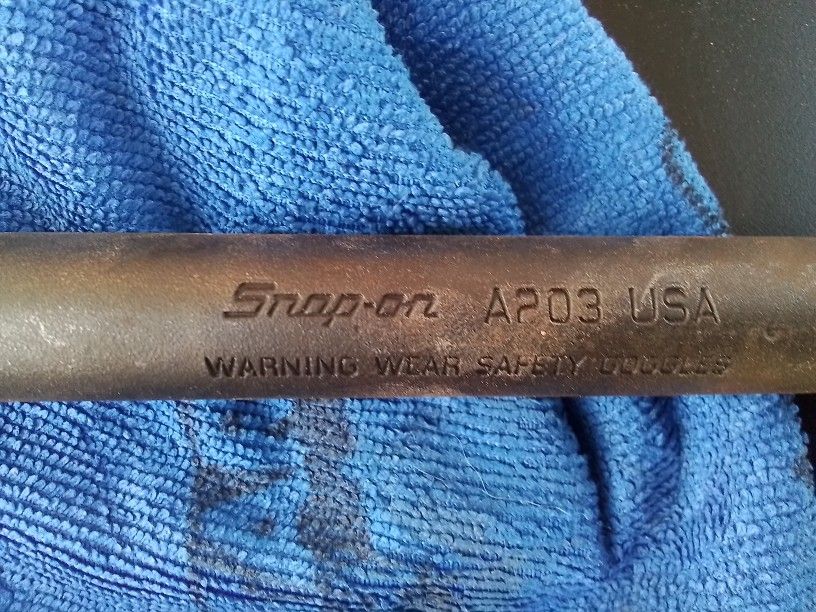 Snap-on AP03 USA
WARNING WEAR SAFETY GOGGLES